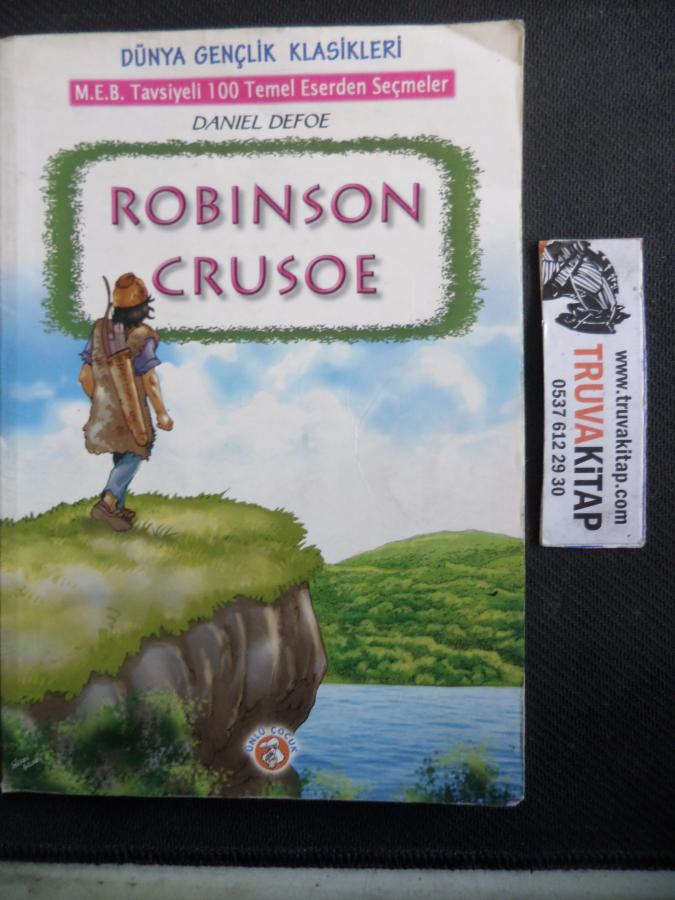 DÜNYA GENÇLİK KLASİKLERİ
M.E.B. Tavsiyeli 100 Temel Eserden Seçmeler
DANIEL DEFOE
ROBINSON
CRUSOE
ÜNLÜ ÇOCUK
www.truvakitap.com
TRUVAKİTAP
0537 612 29 30